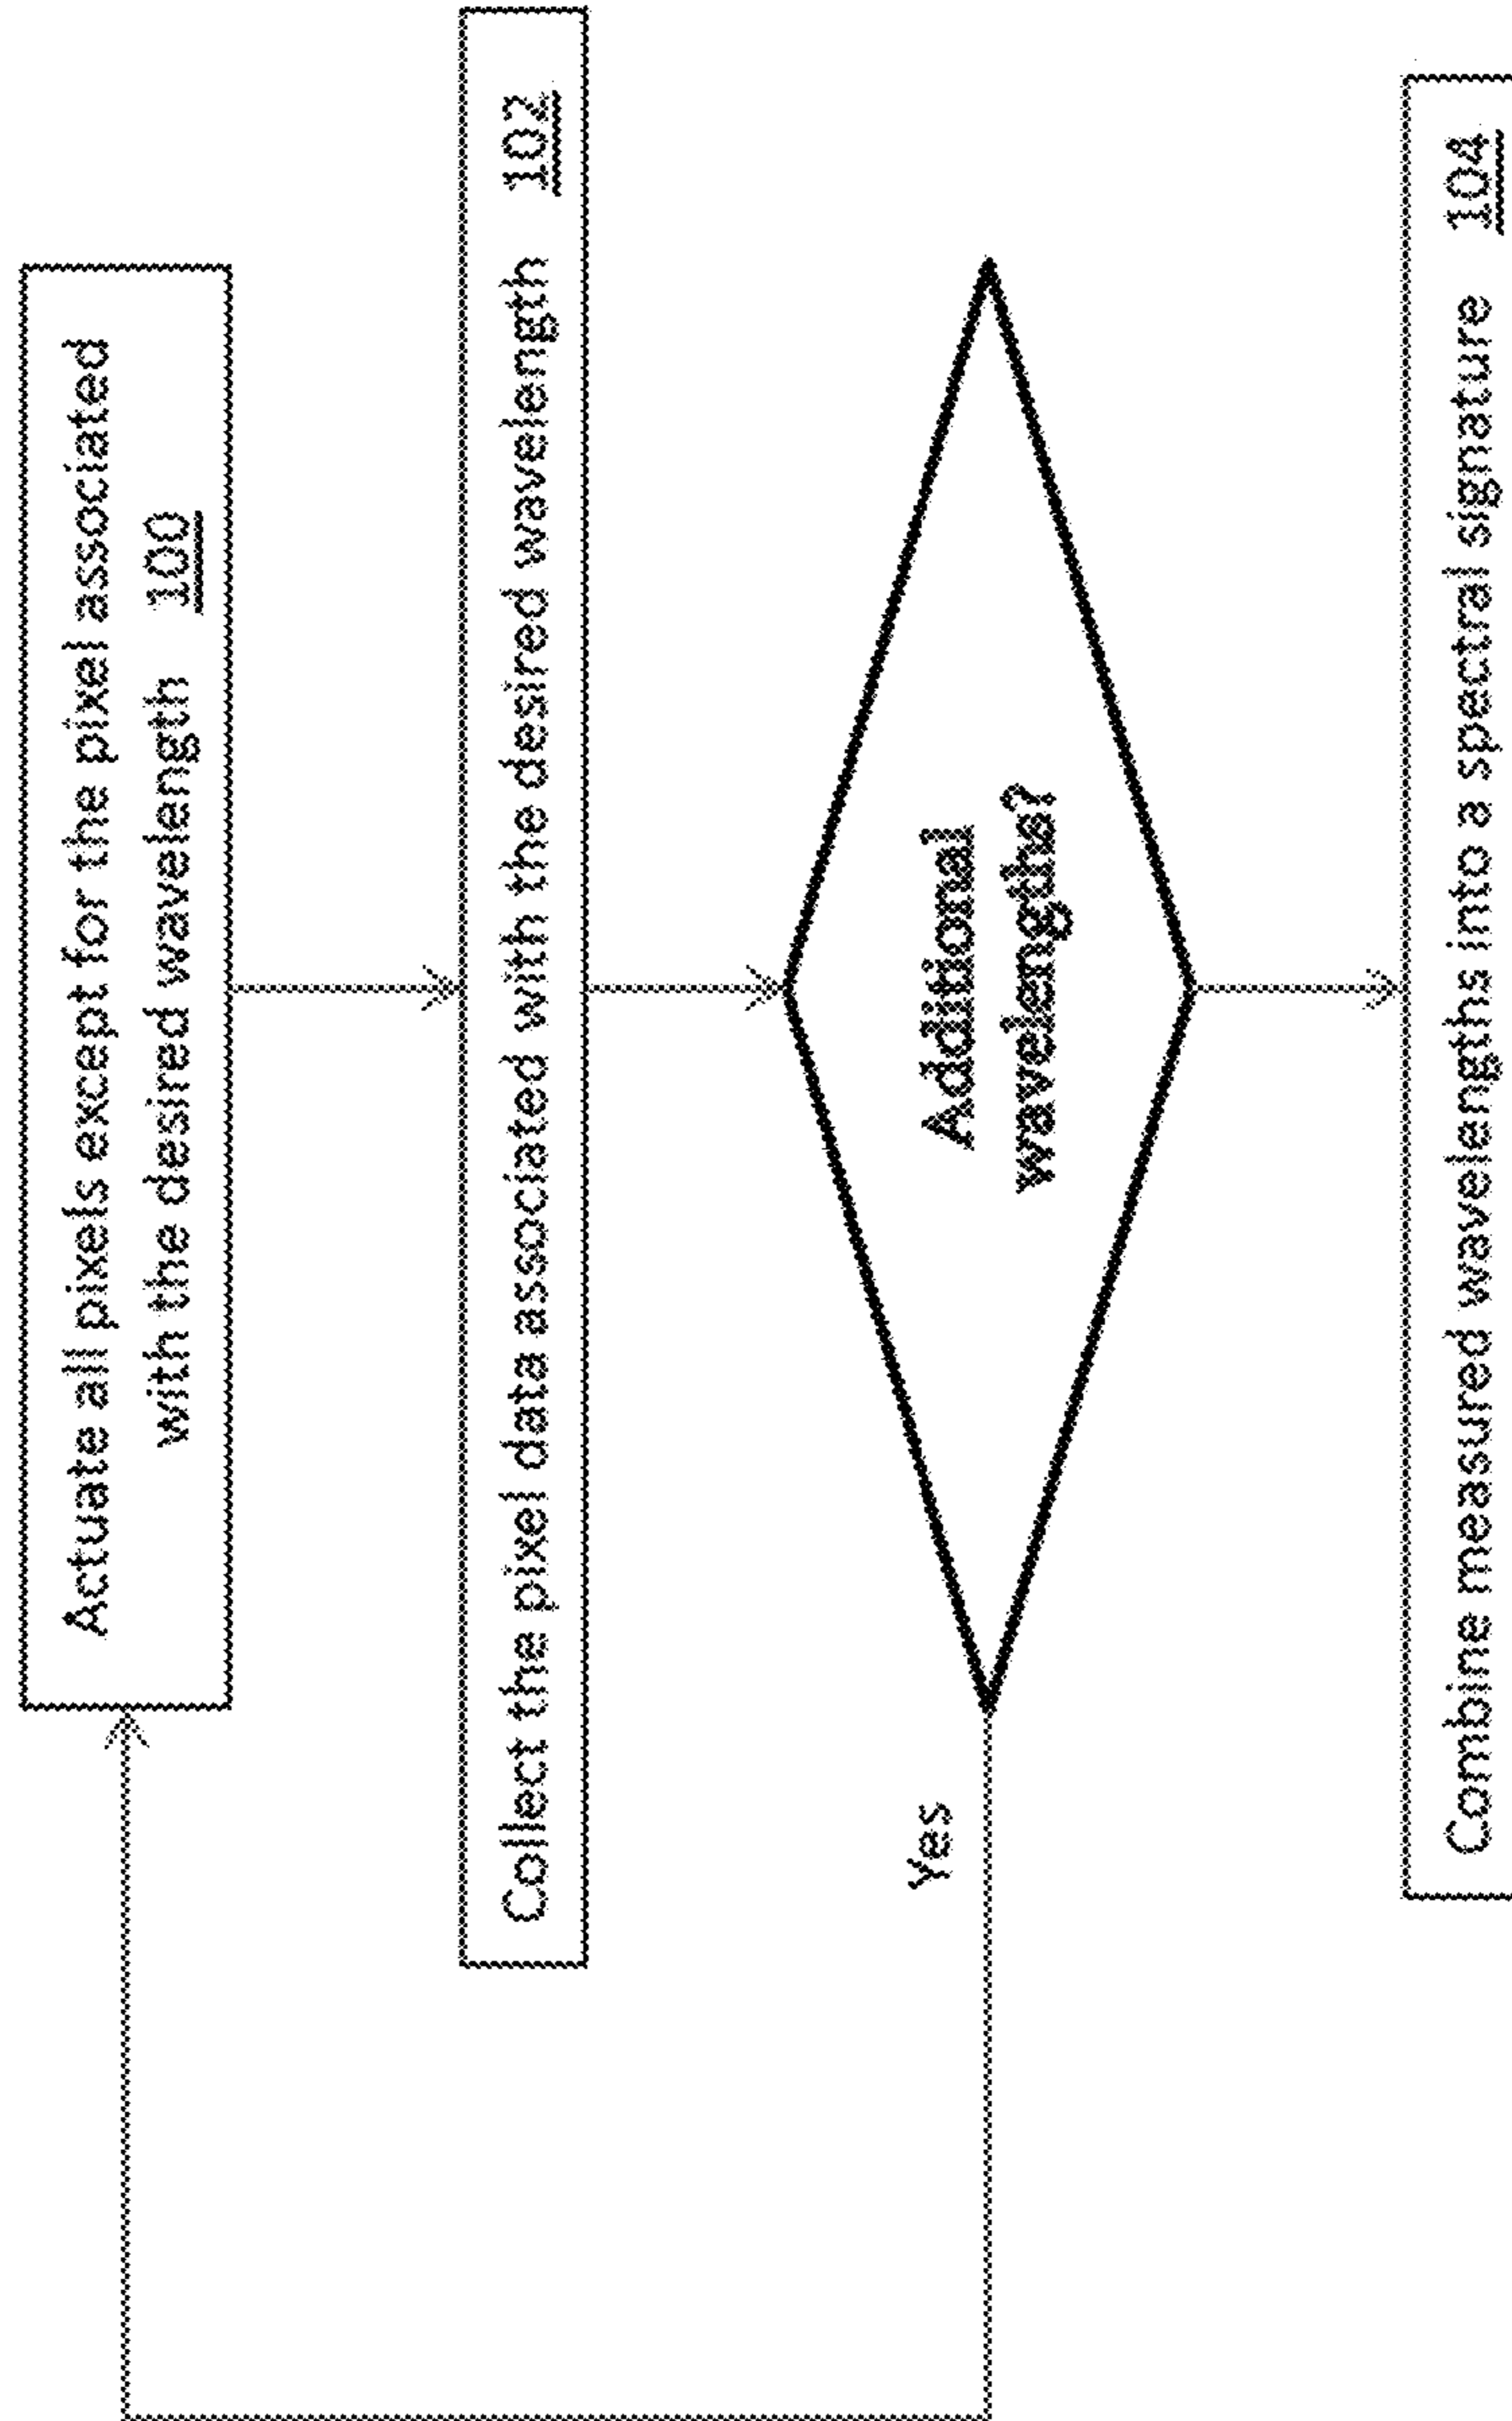 Actuate all pixels except for the pixel associated
with the desired wavelength 100
Collect the pixel data associated with the desired wavelength 102
Additional
wavelengths?
Yes
Combine measured wavelengths into a spectral signature 104